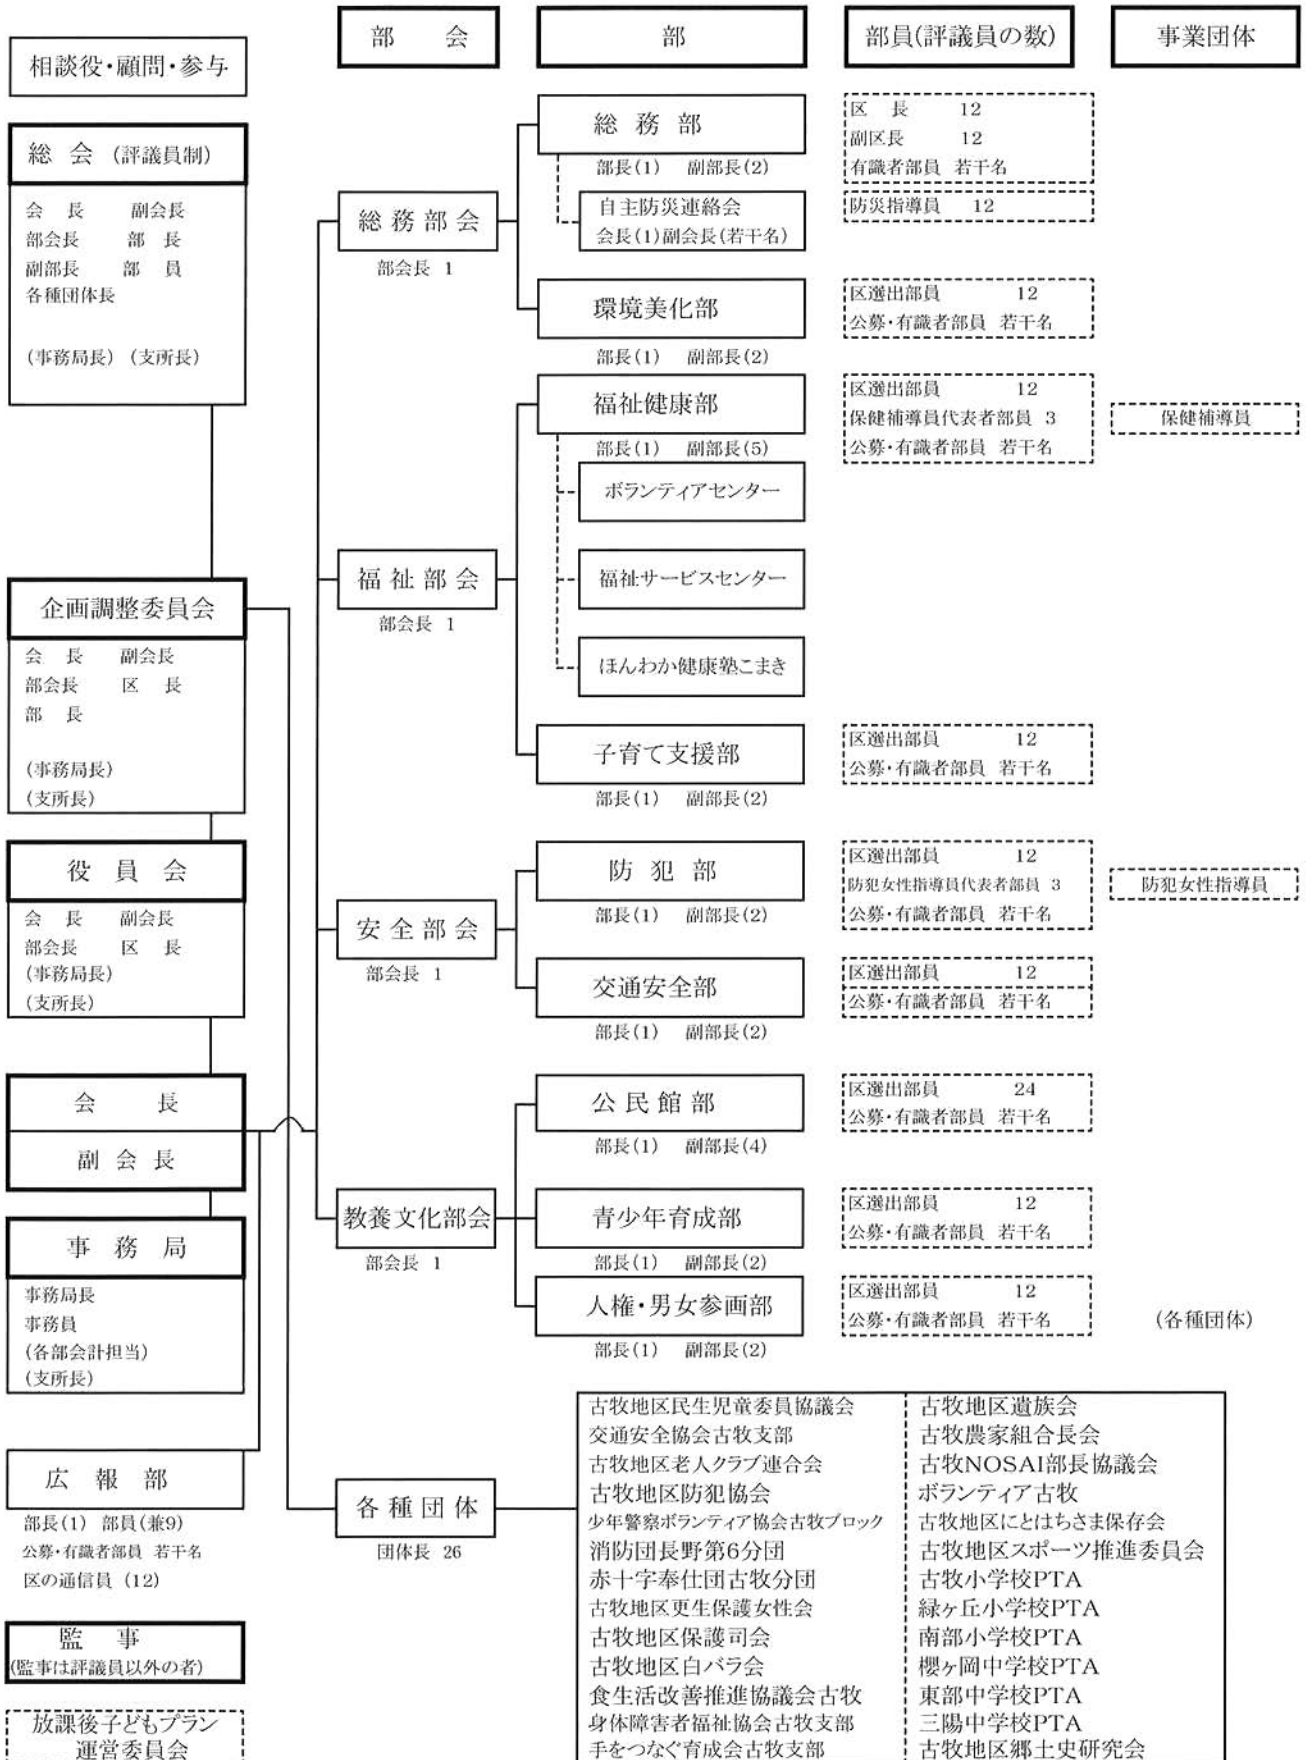 相談役・顧問・参与
総会 (評議員制)
会長 副会長
部会長 部長
副部長 部員
各種団体長
(事務局長) (支所長)
企画調整委員会
会長 副会長
部会長 区長
部長
(事務局長)
(支所長)
役員会
会長 副会長
部会長 区長
(事務局長)
(支所長)
会長
副会長
事務局
事務局長
事務員
(各部会計担当)
(支所長)
広報部
部長(1) 部員(兼9)
公募・有識者部員 若干名
区の通信員 (12)
監事
(監事は評議員以外の者)
放課後子どもプラン
運営委員会
部会
総務部会
部会長 1
福祉部会
部会長 1
安全部会
部会長 1
教養文化部会
部会長 1
各種団体
団体長 26
部
総務部
部長(1) 副部長(2)
自主防災連絡会
会長(1)副会長(若干名)
環境美化部
部長(1) 副部長(2)
福祉健康部
部長(1) 副部長(5)
ボランティアセンター
福祉サービスセンター
ほんわか健康塾こまき
子育て支援部
部長(1) 副部長(2)
防犯部
部長(1) 副部長(2)
交通安全部
部長(1) 副部長(2)
公民館部
部長(1) 副部長(4)
青少年育成部
部長(1) 副部長(2)
人権・男女参画部
部長(1) 副部長(2)
部員(評議員の数)
区長 12
副区長 12
有識者部員 若干名
防災指導員 12
区選出部員 12
公募・有識者部員 若干名
区選出部員 12
保健補導員代表者部員 3
公募・有識者部員 若干名
区選出部員 12
公募・有識者部員 若干名
区選出部員 12
防犯女性指導員代表者部員 3
公募・有識者部員 若干名
区選出部員 12
公募・有識者部員 若干名
区選出部員 24
公募・有識者部員 若干名
区選出部員 12
公募・有識者部員 若干名
区選出部員 12
公募・有識者部員 若干名
事業団体
保健補導員
防犯女性指導員
(各種団体)
古牧地区民生児童委員協議会
交通安全協会古牧支部
古牧地区老人クラブ連合会
古牧地区防犯協会
少年警察ボランティア協会古牧ブロック
消防団長野第6分団
赤十字奉仕団古牧分団
古牧地区更生保護女性会
古牧地区保護司会
古牧地区白バラ会
食生活改善推進協議会古牧
身体障害者福祉協会古牧支部
手をつなぐ育成会古牧支部
古牧地区遺族会
古牧農家組合長会
古牧NOSAI部長協議会
ボランティア古牧
古牧地区にとはちさま保存会
古牧地区スポーツ推進委員会
古牧小学校PTA
緑ヶ丘小学校PTA
南部小学校PTA
櫻ヶ岡中学校PTA
東部中学校PTA
三陽中学校PTA
古牧地区郷土史研究会